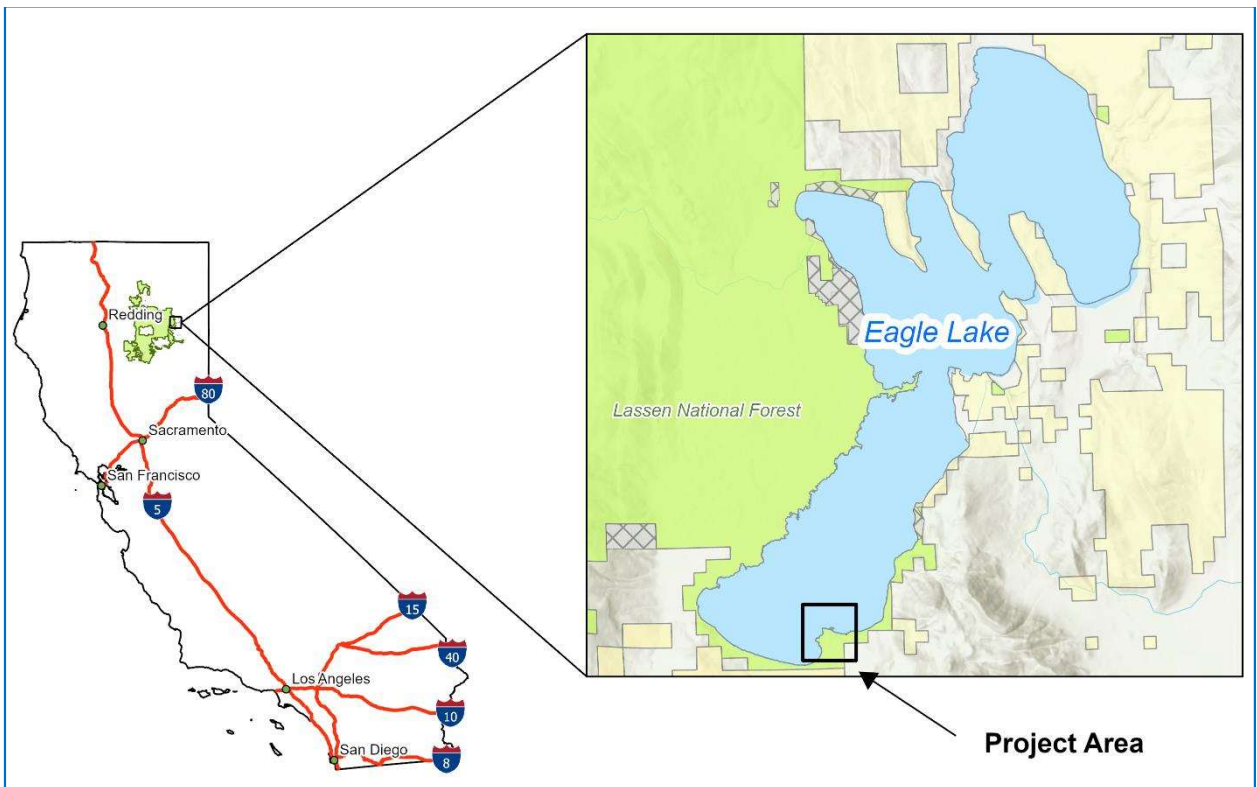 Redding
80
Sacramento
San Francisco
5
15
40
Los Angeles
10
San Diego
8
Eagle Lake
Lassen National Forest
Project Area